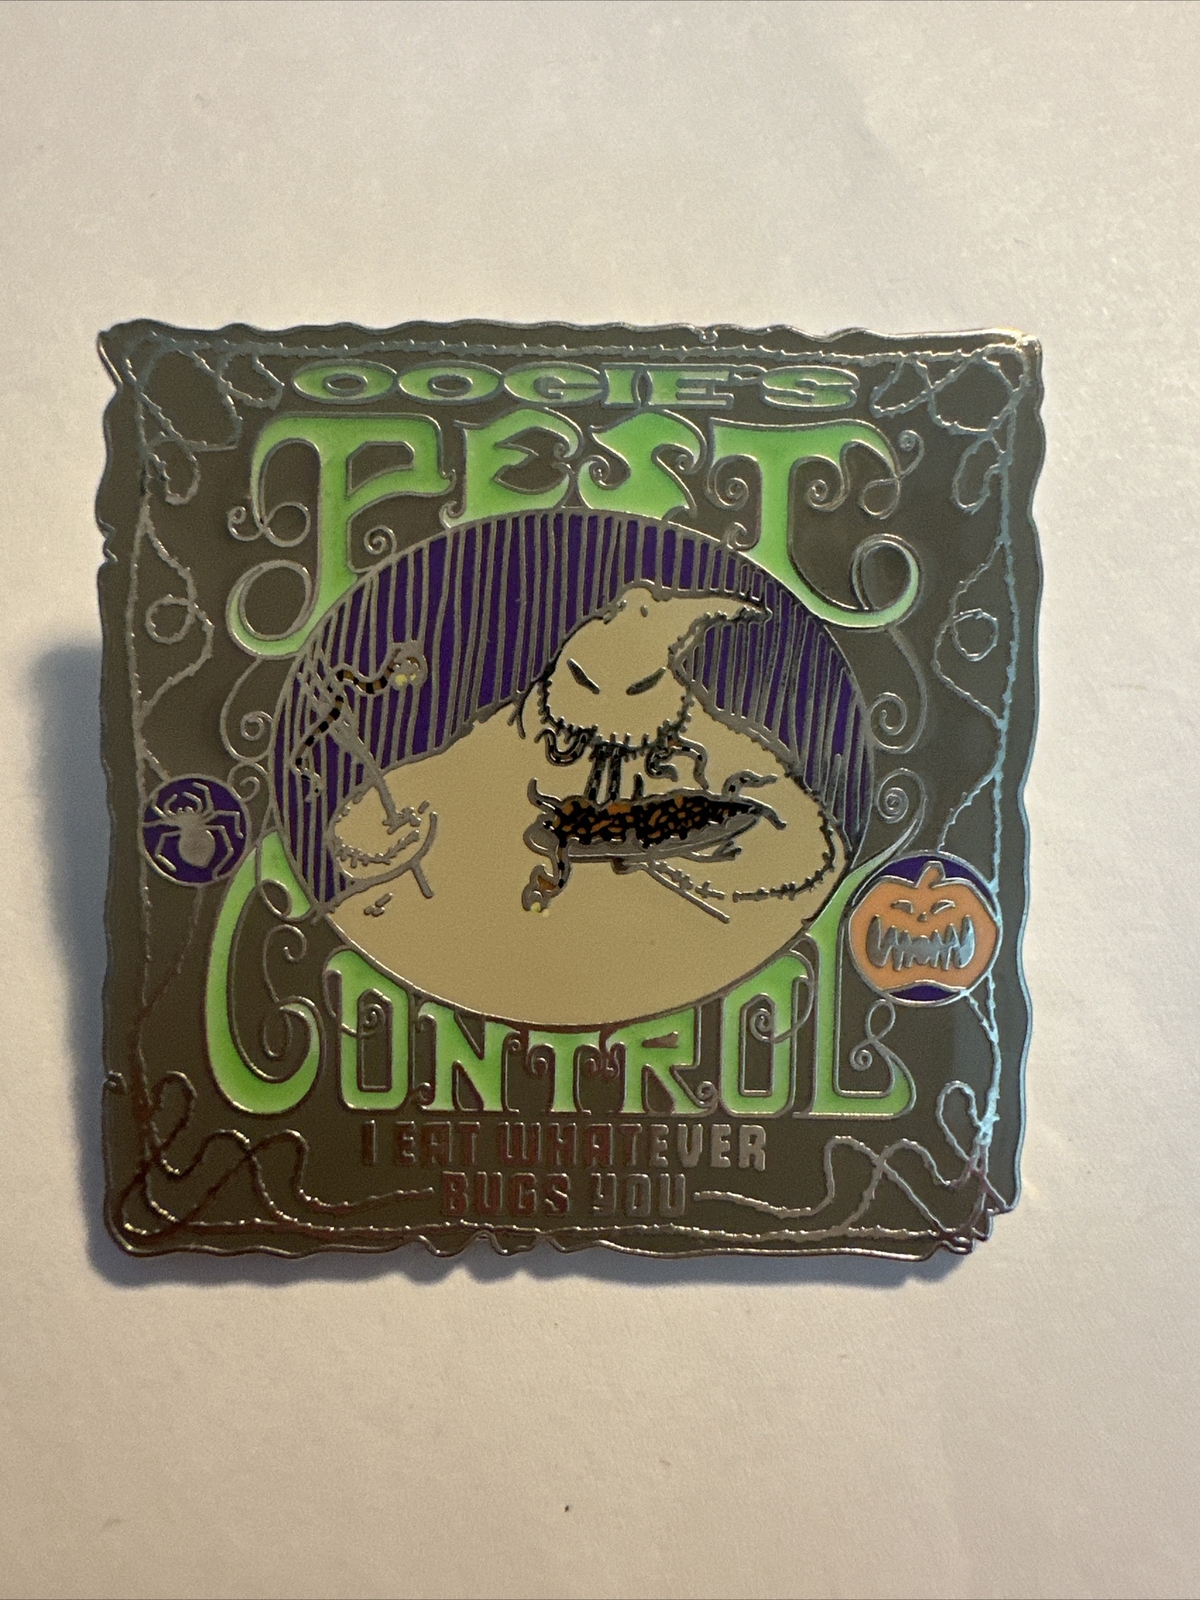 OOGIE'S
PEST
CONTROL
I EAT WHATEVER
BUGS YOU